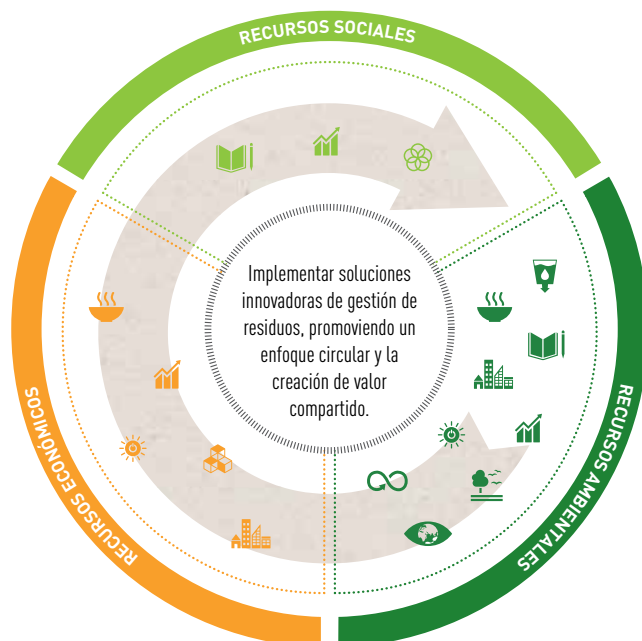 RECURSOS SOCIALES
Implementar soluciones
innovadoras de gestión de
residuos, promoviendo un
enfoque circular y la
creación de valor
compartido.
RECURSOS ECONÓMICOS
RECURSOS AMBIENTALES